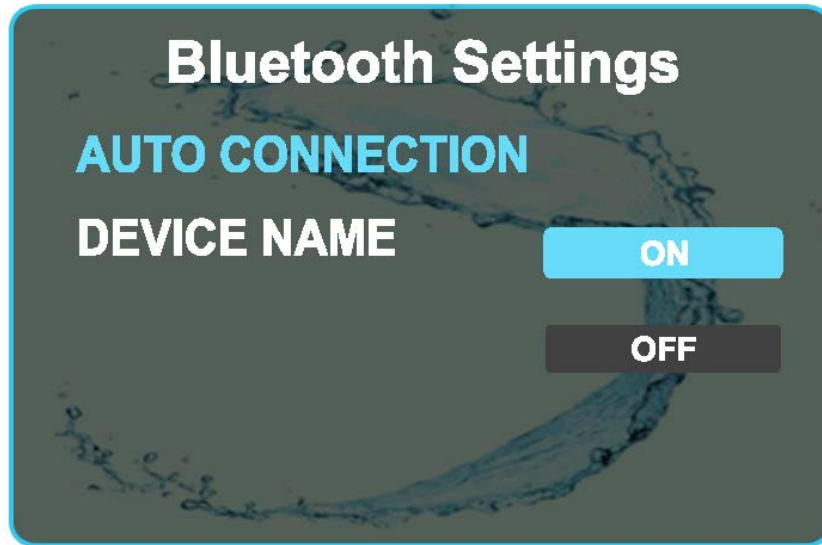 Bluetooth Settings
AUTO CONNECTION
DEVICE NAME
ON
OFF